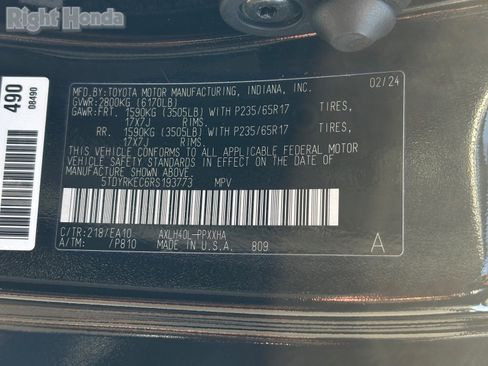 Right Honda
490
08490
MFD.BY:TOYOTA MOTOR MANUFACTURING, INDIANA, INC. 02/24
GVWR:2800KG (6170LB)
GAWR:FRT. 1590KG (3505LB) WITH P235/65R17 TIRES,
17X7J RIMS.
RR. 1590KG (3505LB) WITH P235/65R17 TIRES,
17X7J RIMS.
THIS VEHICLE CONFORMS TO ALL APPLICABLE FEDERAL MOTOR
VEHICLE SAFETY STANDARDS IN EFFECT ON THE DATE OF
MANUFACTURE SHOWN ABOVE.
5TDYRKEC6RS193773 MPV
C/TR:218/EA10 AXLH40L-PPXXHA
A/TM: /P810 MADE IN U.S.A. 809 A